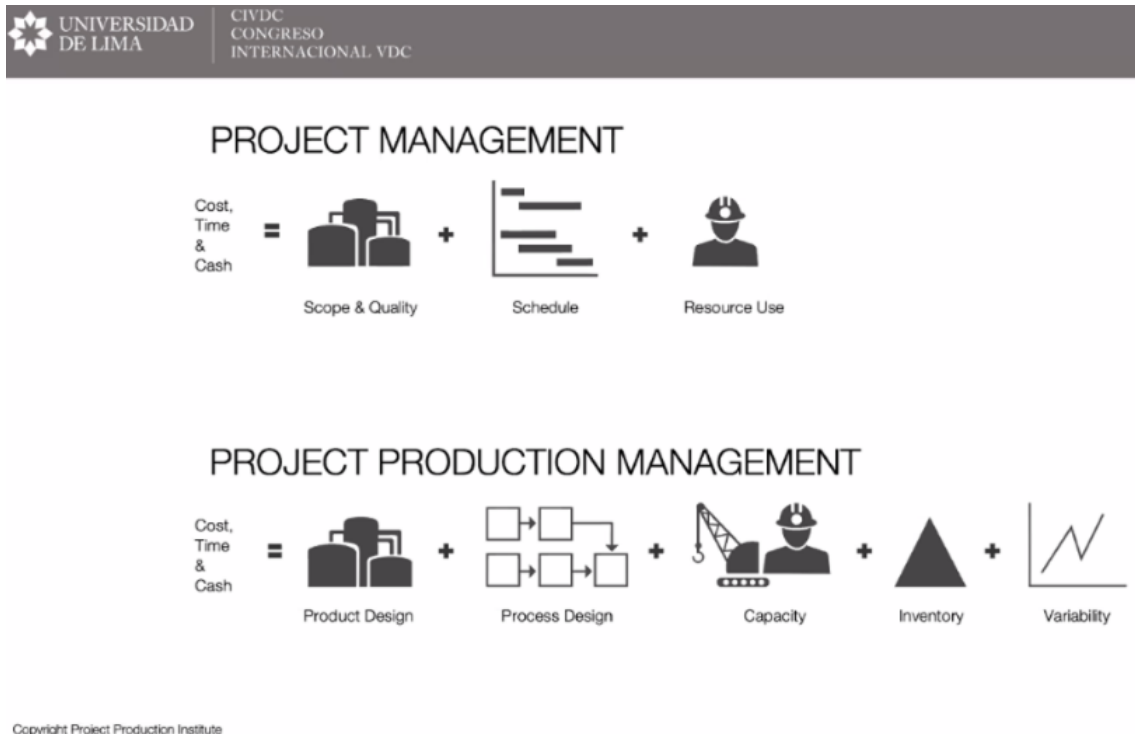 UNIVERSIDAD
DE LIMA
CIVDC
CONGRESO
INTERNACIONAL VDC
PROJECT MANAGEMENT
Cost,
Time
&
Cash
=
+
+
Scope & Quality
Schedule
Resource Use
PROJECT PRODUCTION MANAGEMENT
Cost,
Time
&
Cash
=
+
+
+
+
Product Design
Process Design
Capacity
Inventory
Variability
Copyright Project Production Institute